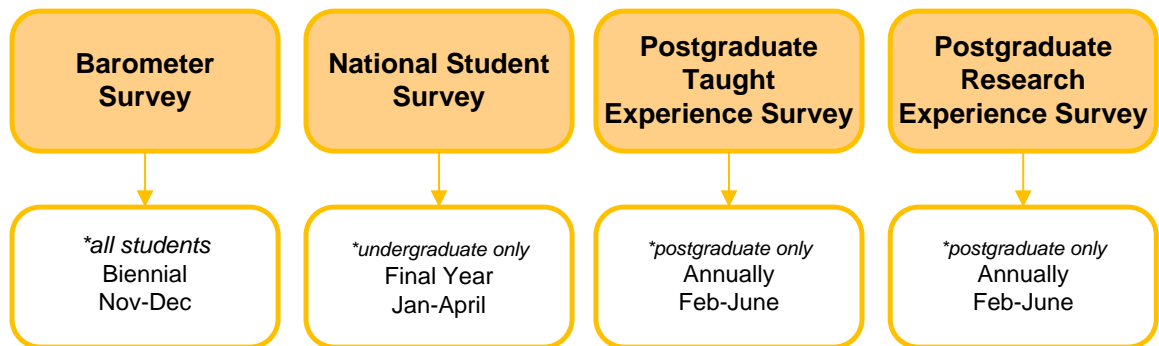 Barometer
Survey
*all students
Biennial
Nov-Dec
National Student
Survey
*undergraduate only
Final Year
Jan-April
Postgraduate
Taught
Experience Survey
*postgraduate only
Annually
Feb-June
Postgraduate
Research
Experience Survey
*postgraduate only
Annually
Feb-June